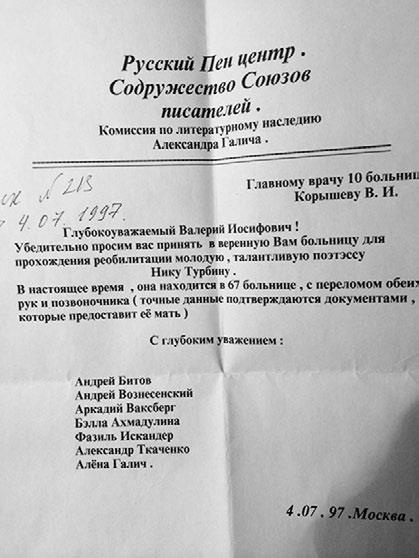 Русский Пен центр .
Содружество Союзов
писателей .
Комиссия по литературному наследию
Александра Галича .
№ 213
4.07.1997.
Главному врачу 10 больниц
Корышеву В. И.
Глубокоуважаемый Валерий Иосифович !
Убедительно просим вас принять в веренную Вам больницу для
прохождения реобилитации молодую , талантливую поэтэссу
Нику Турбину .
В настоящее время , она находится в 67 больнице , с переломом обеих
рук и позвоночника ( точные данные подтверждаются документами ,
которые предоставит её мать )
С глубоким уважением :
Андрей Битов
Андрей Вознесенский
Аркадий Ваксберг
Бэлла Ахмадулина
Фазиль Искандер
Александр Ткаченко
Алёна Галич .
4 .07 . 97 .Москва .